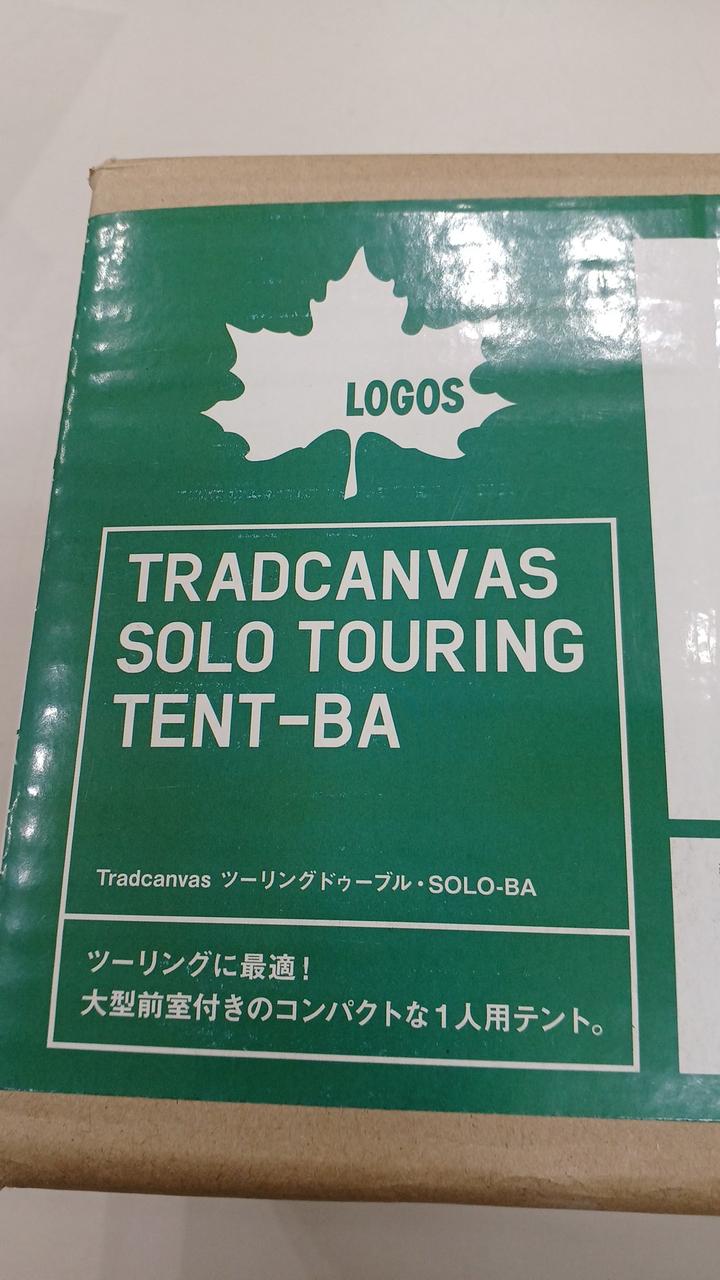 LOGOS
TRADCANVAS
SOLO TOURING
TENT-BA
Tradcanvas ツーリングドゥーブル・SOLO-BA
ツーリングに最適！
大型前室付きのコンパクトな1人用テント。